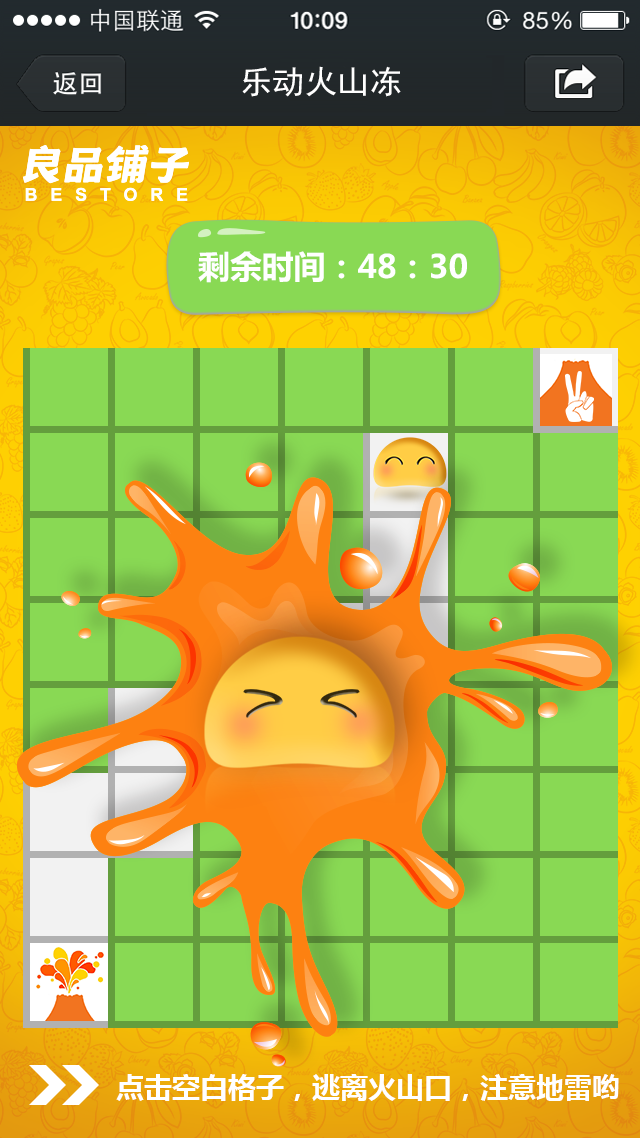 中国联通 10:09 85%
返回 乐动火山冻
良品铺子
BESTORE
剩余时间：48：30
点击空白格子，逃离火山口，注意地雷哟